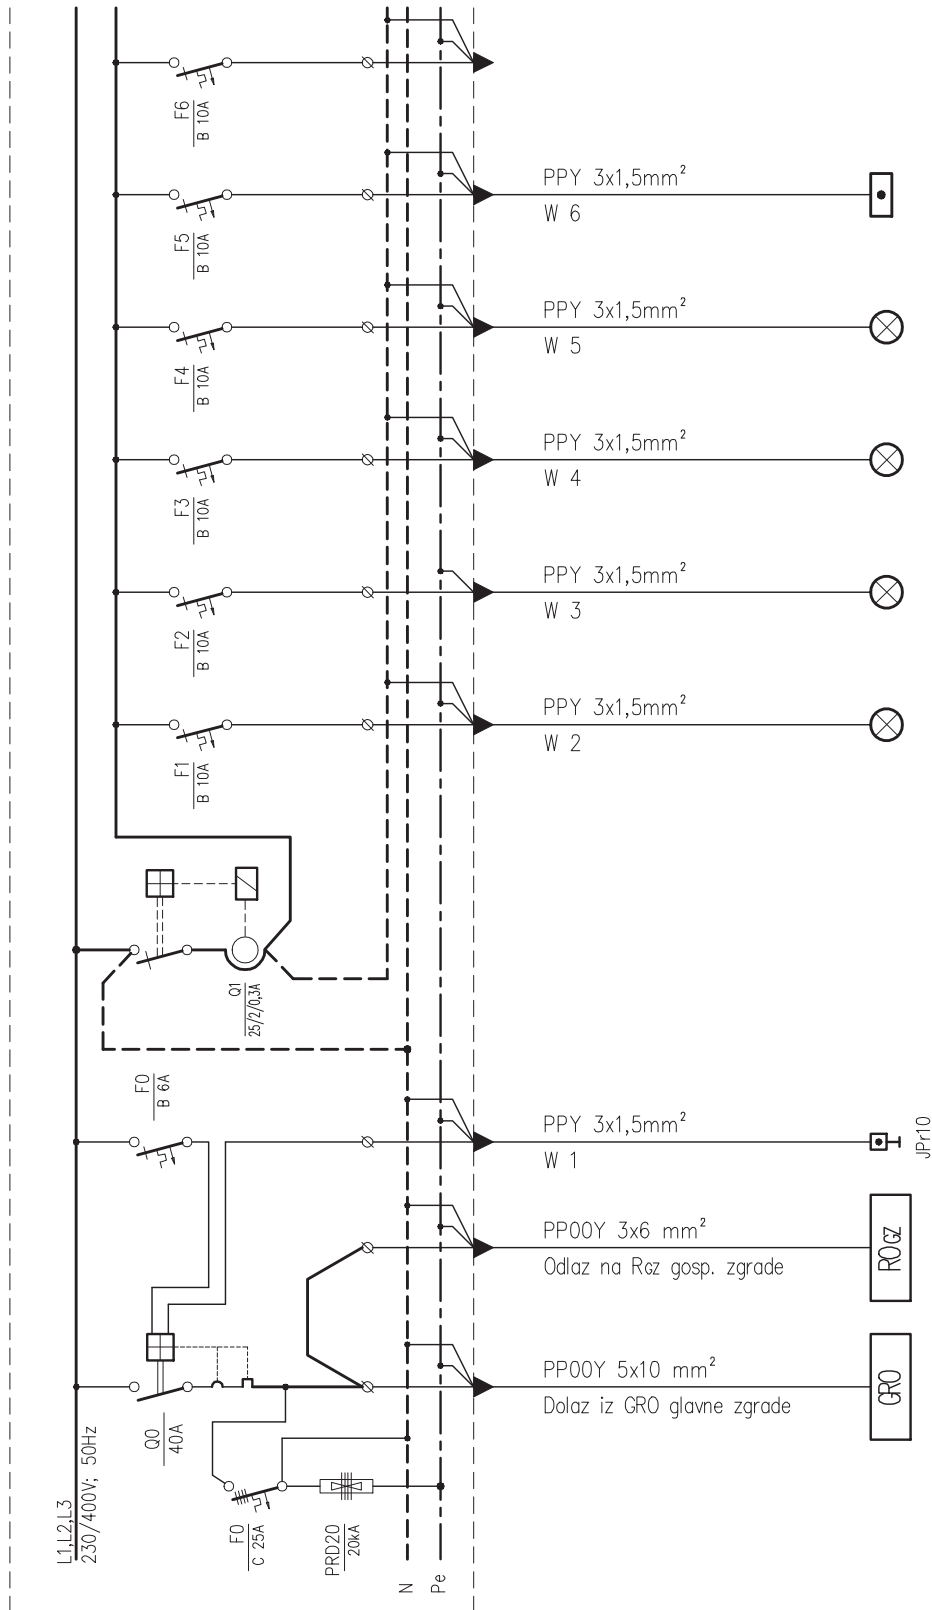 F6
B 10A
PPY 3x1,5mm²
W 6
F5
B 10A
PPY 3x1,5mm²
W 5
F4
B 10A
PPY 3x1,5mm²
W 4
F3
B 10A
PPY 3x1,5mm²
W 3
F2
B 10A
PPY 3x1,5mm²
W 2
F1
B 10A
Q1
25/2/0,3A
F0
B 6A
PPY 3x1,5mm²
W 1
JPr10
PP00Y 3x6 mm²
Odlaz na RGZ gosp. zgrade
ROGZ
PP00Y 5x10 mm²
Dolaz iz GRO glavne zgrade
GRO
Q0
40A
L1,L2,L3
230/400V; 50Hz
F0
C 25A
PRD20
20kA
N
Pe